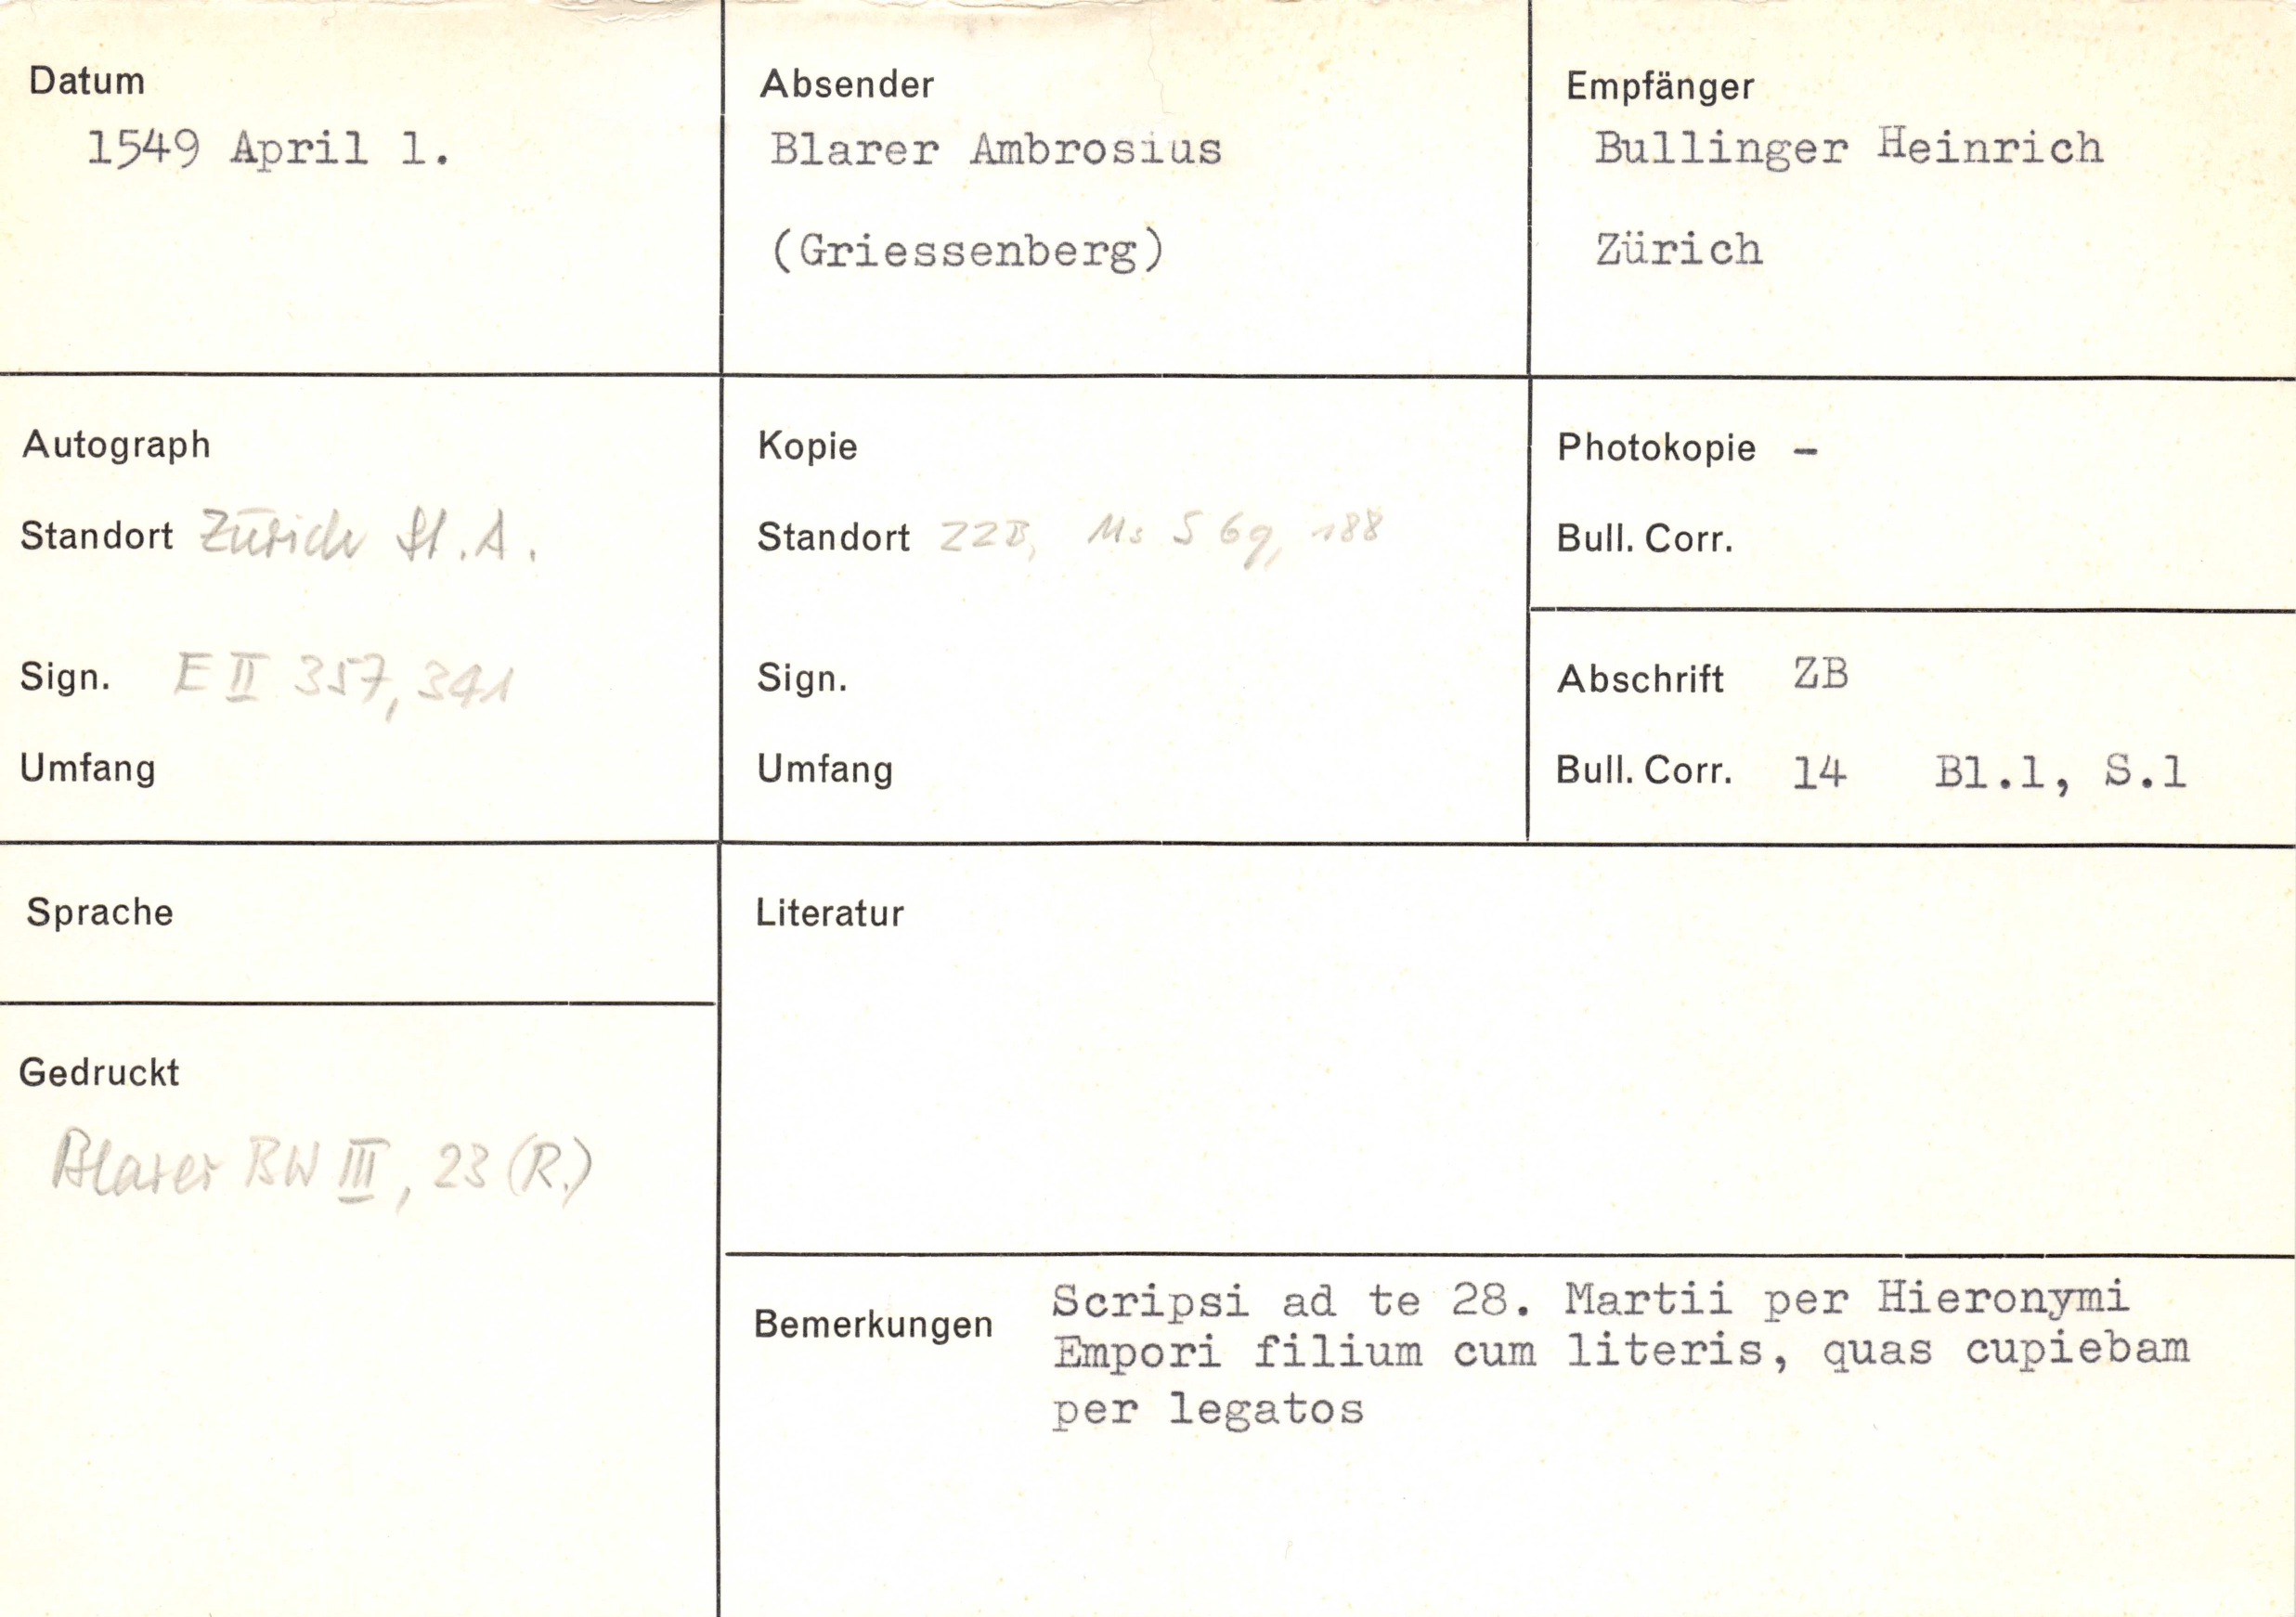 Datum
1549 April 1.
Absender
Blarer Ambrosius
(Griessenberg)
Empfänger
Bullinger Heinrich
Zürich
Autograph
Standort Zürich St.A.
Sign. E II 357, 341
Umfang
Kopie
Standort ZZB, Ms S 69, 188
Sign.
Umfang
Photokopie -
Bull. Corr.
Abschrift ZB
Bull. Corr. 14 Bl.1, S.1
Sprache
Gedruckt
Blarer BW III, 23 (R.)
Literatur
Bemerkungen
Scripsi ad te 28. Martii per Hieronymi
Empori filium cum literis, quas cupiebam
per legatos